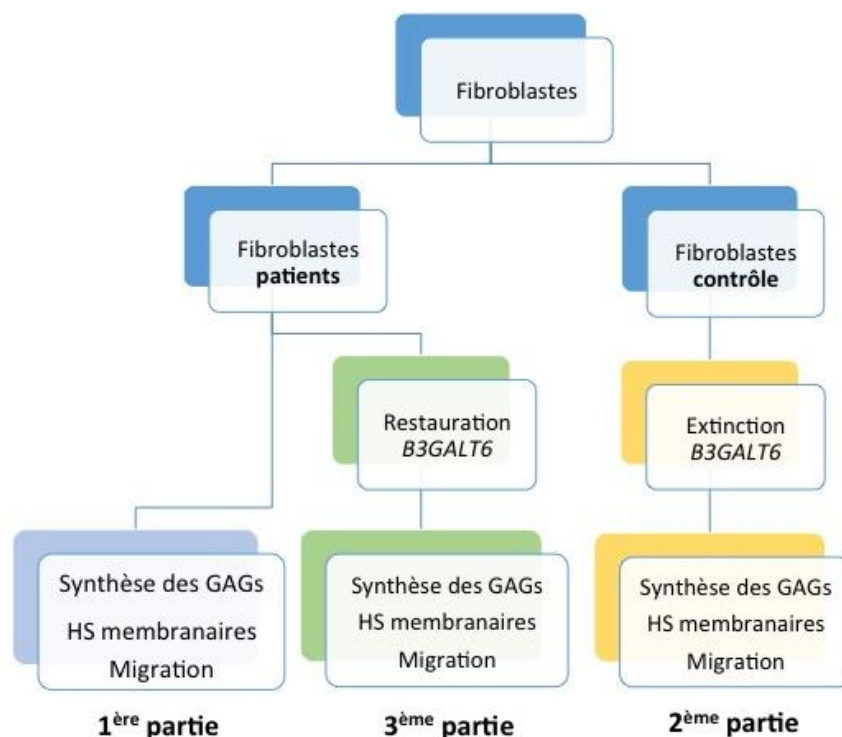 Fibroblastes
Fibroblastes
patients
Fibroblastes
contrôle
Restauration
B3GALT6
Extinction
B3GALT6
Synthèse des GAGs
HS membranaires
Migration
Synthèse des GAGs
HS membranaires
Migration
Synthèse des GAGs
HS membranaires
Migration
1ère partie
3ème partie
2ème partie